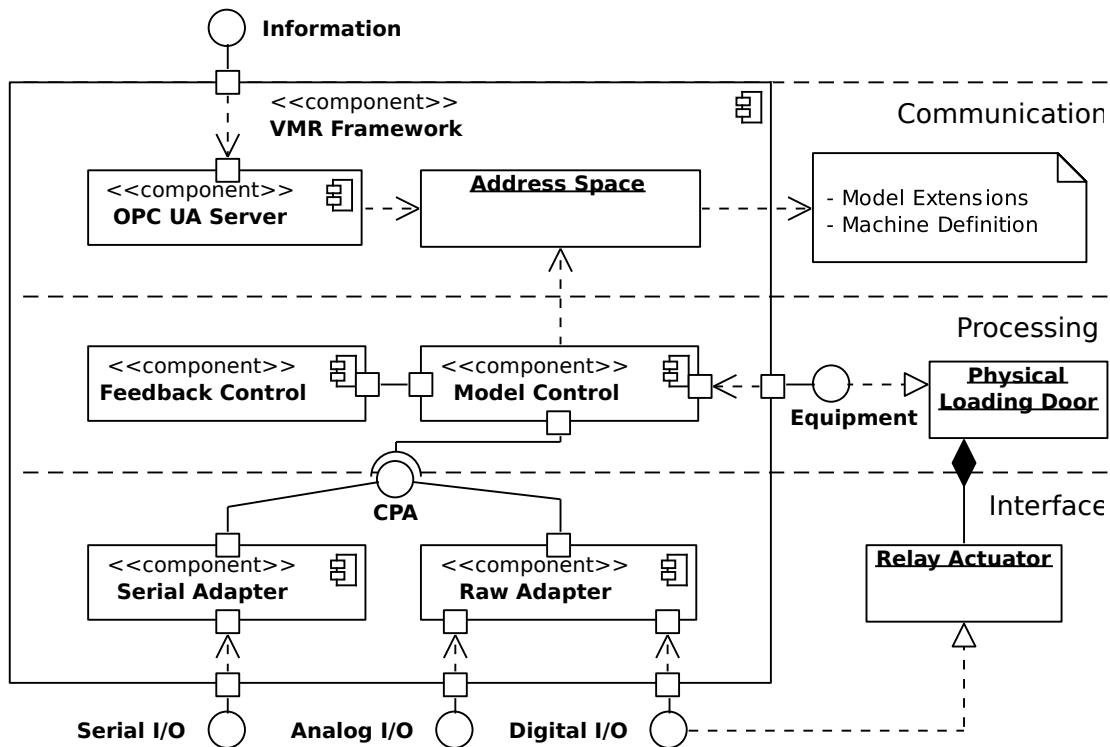 Information
<<component>>
VMR Framework
Communication
<<component>>
OPC UA Server
Address Space
- Model Extensions
- Machine Definition
Processing
<<component>>
Feedback Control
<<component>>
Model Control
Equipment
Physical
Loading Door
CPA
Interface
<<component>>
Serial Adapter
<<component>>
Raw Adapter
Relay Actuator
Serial I/O
Analog I/O
Digital I/O